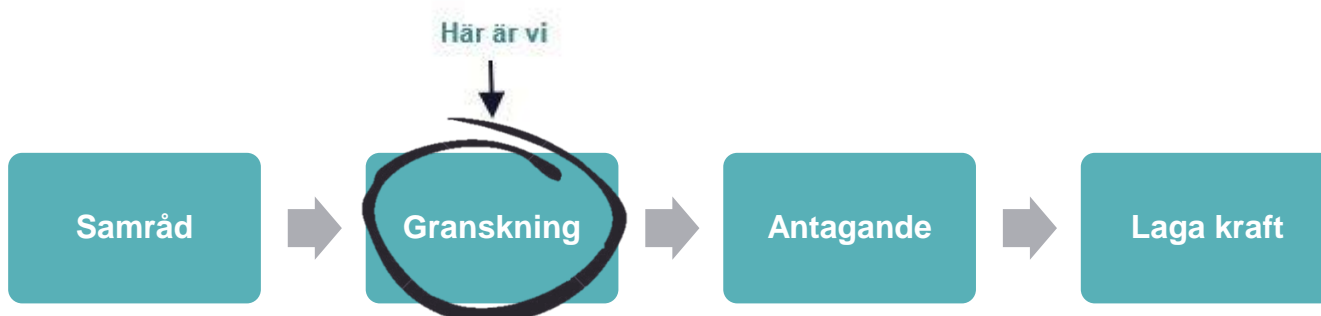 Här är vi
Samråd
Granskning
Antagande
Laga kraft